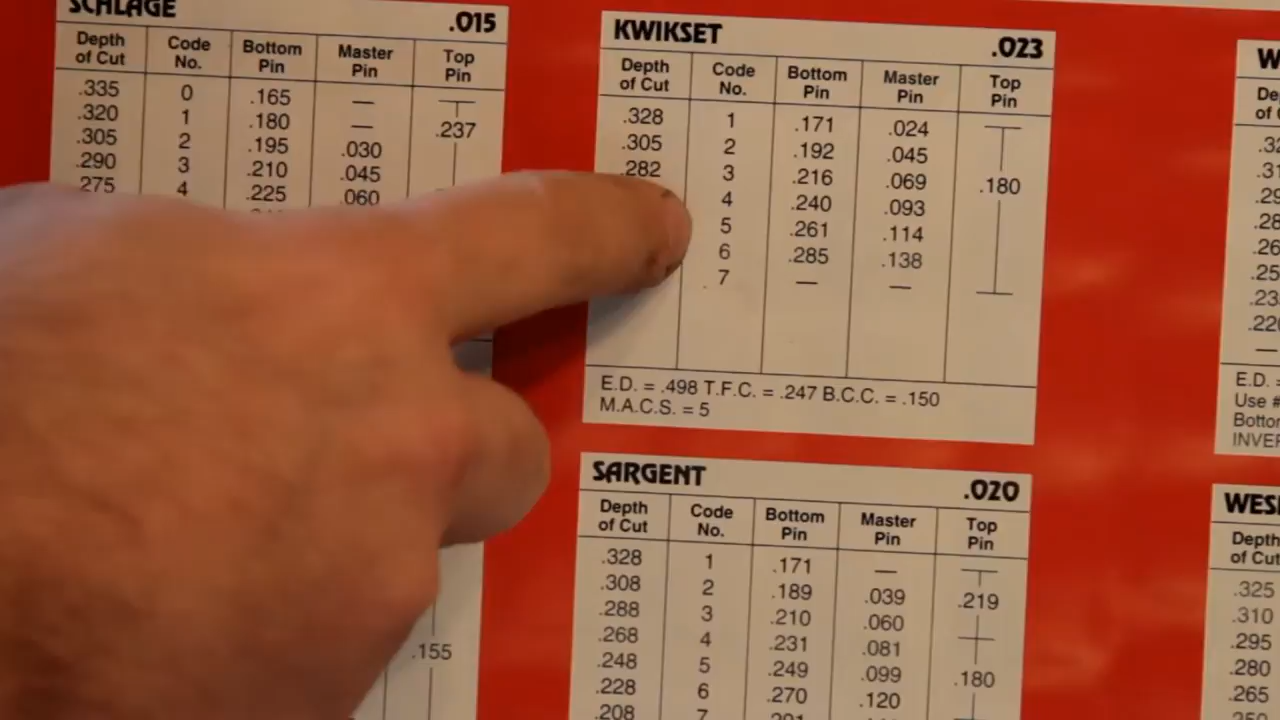 SCHLAGE .015
Depth of Cut Code No. Bottom Pin Master Pin Top Pin
.335 0 .165 —
.320 1 .180 — .237
.305 2 .195 .030
.290 3 .210 .045
.275 4 .225 .060
.155
KWIKSET .023
Depth of Cut Code No. Bottom Pin Master Pin Top Pin
.328 1 .171 .024
.305 2 .192 .045
.282 3 .216 .069 .180
4 .240 .093
5 .261 .114
6 .285 .138
7 — —
E.D. = .498 T.F.C. = .247 B.C.C. = .150
M.A.C.S. = 5
SARGENT .020
Depth of Cut Code No. Bottom Pin Master Pin Top Pin
.328 1 .171 —
.308 2 .189 .039 .219
.288 3 .210 .060
.268 4 .231 .081
.248 5 .249 .099 .180
.228 6 .270 .120
.208 7
E.D.
Use
.325
.310
.295
.280
.265